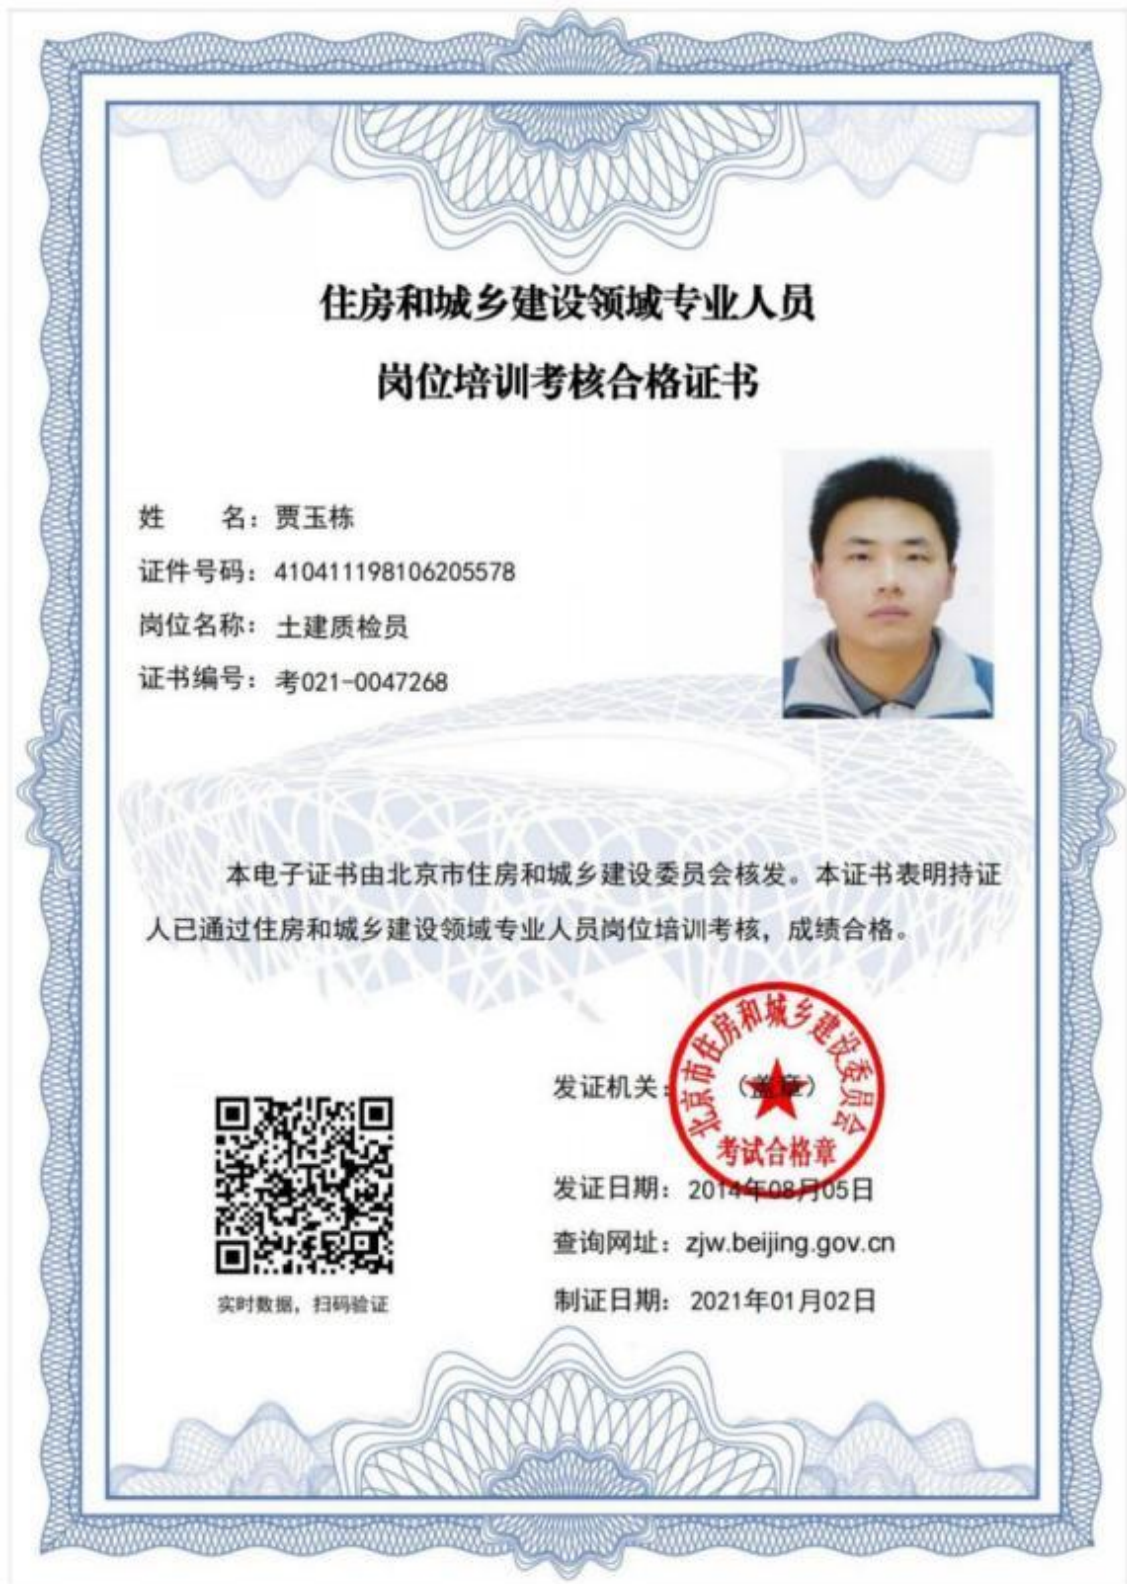 住房和城乡建设领域专业人员
岗位培训考核合格证书
姓 名：贾玉栋
证件号码：410411198106205578
岗位名称：土建质检员
证书编号：考021-0047268
本电子证书由北京市住房和城乡建设委员会核发。本证书表明持证
人已通过住房和城乡建设领域专业人员岗位培训考核，成绩合格。
发证机关：（盖章）
北京市住房和城乡建设委员会
考试合格章
发证日期：2014年08月05日
查询网址：zjw.beijing.gov.cn
制证日期：2021年01月02日
实时数据，扫码验证